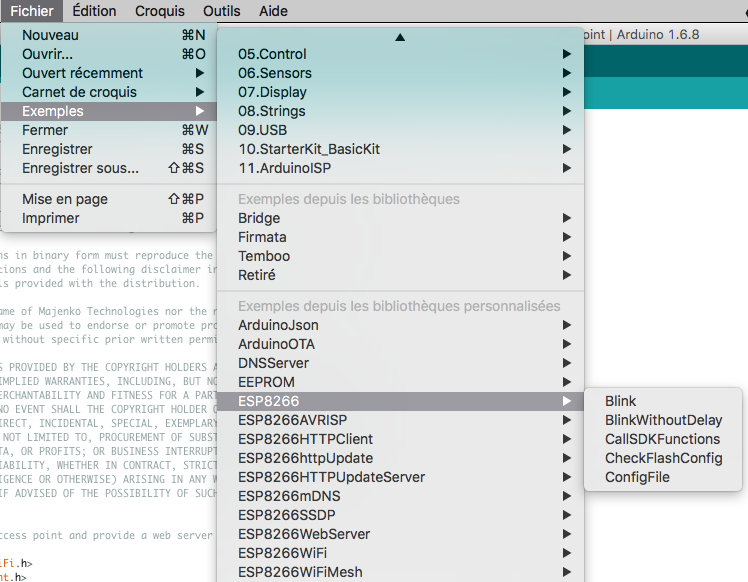 Fichier Édition Croquis Outils Aide
Nouveau ⌘N
Ouvrir... ⌘O
Ouvert récemment
Carnet de croquis
Exemples
Fermer ⌘W
Enregistrer ⌘S
Enregistrer sous... ⇧⌘S
Mise en page ⇧⌘P
Imprimer ⌘P
05.Control
06.Sensors
07.Display
08.Strings
09.USB
10.StarterKit_BasicKit
11.ArduinoISP
Exemples depuis les bibliothèques
Bridge
Firmata
Temboo
Retiré
Exemples depuis les bibliothèques personnalisées
ArduinoJson
ArduinoOTA
DNSServer
EEPROM
ESP8266
ESP8266AVRISP
ESP8266HTTPClient
ESP8266httpUpdate
ESP8266HTTPUpdateServer
ESP8266mDNS
ESP8266SSDP
ESP8266WebServer
ESP8266WiFi
ESP8266WiFiMesh
Blink
BlinkWithoutDelay
CallSDKFunctions
CheckFlashConfig
ConfigFile
oint | Arduino 1.6.8
ns in binary form must reproduce the
tions and the following disclaimer in
ls provided with the distribution.
ame of Majenko Technologies nor the n
may be used to endorse or promote pro
without specific prior written permi
S PROVIDED BY THE COPYRIGHT HOLDERS A
IMPLIED WARRANTIES, INCLUDING, BUT NO
ERCHANTABILITY AND FITNESS FOR A PART
NO EVENT SHALL THE COPYRIGHT HOLDER O
IRECT, INCIDENTAL, SPECIAL, EXEMPLARY
NOT LIMITED TO, PROCUREMENT OF SUBST
TA, OR PROFITS; OR BUSINESS INTERRUPT
IABILITY, WHETHER IN CONTRACT, STRICT
IGENCE OR OTHERWISE) ARISING IN ANY W
IF ADVISED OF THE POSSIBILITY OF SUCH
ccess point and provide a web server
iFi.h>
nt.h>